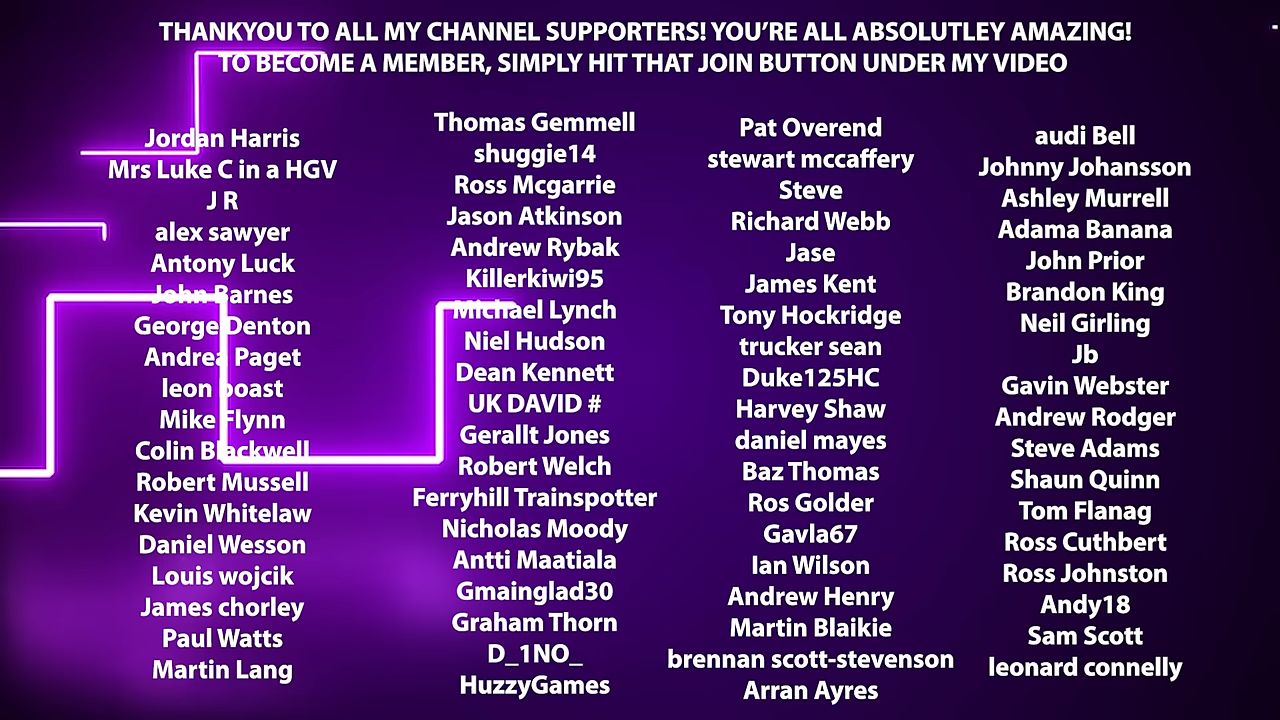 THANKYOU TO ALL MY CHANNEL SUPPORTERS! YOU'RE ALL ABSOLUTLEY AMAZING!
TO BECOME A MEMBER, SIMPLY HIT THAT JOIN BUTTON UNDER MY VIDEO
Jordan Harris
Mrs Luke C in a HGV
J R
alex sawyer
Antony Luck
John Barnes
George Denton
Andrea Paget
leon boast
Mike Flynn
Colin Blackwell
Robert Mussell
Kevin Whitelaw
Daniel Wesson
Louis wojcik
James chorley
Paul Watts
Martin Lang
Thomas Gemmell
shuggie14
Ross Mcgarrie
Jason Atkinson
Andrew Rybak
Killerkiwi95
Michael Lynch
Niel Hudson
Dean Kennett
UK DAVID #
Gerallt Jones
Robert Welch
Ferryhill Trainspotter
Nicholas Moody
Antti Maatiala
Gmainglad30
Graham Thorn
D_1NO_
HuzzyGames
Pat Overend
stewart mccaffery
Steve
Richard Webb
Jase
James Kent
Tony Hockridge
trucker sean
Duke125HC
Harvey Shaw
daniel mayes
Baz Thomas
Ros Golder
Gavla67
Ian Wilson
Andrew Henry
Martin Blaikie
brennan scott-stevenson
Arran Ayres
audi Bell
Johnny Johansson
Ashley Murrell
Adama Banana
John Prior
Brandon King
Neil Girling
Jb
Gavin Webster
Andrew Rodger
Steve Adams
Shaun Quinn
Tom Flanag
Ross Cuthbert
Ross Johnston
Andy18
Sam Scott
leonard connelly